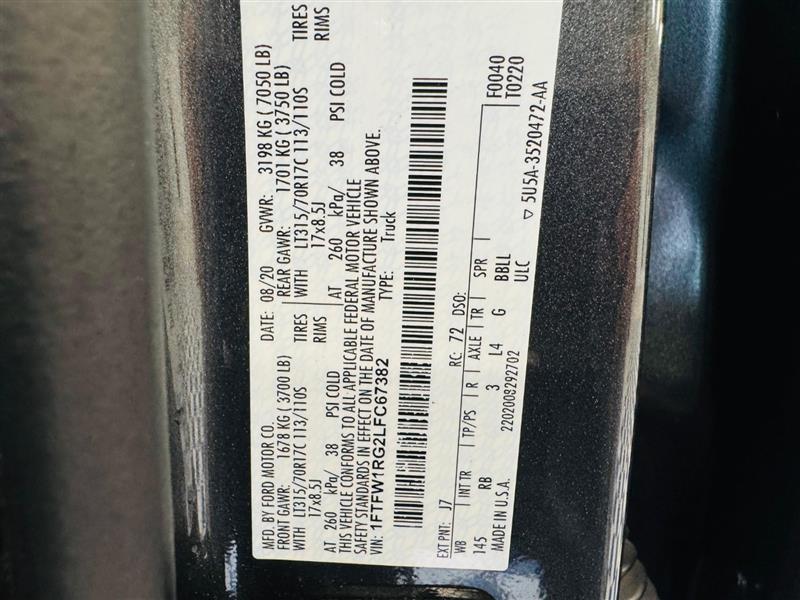 MFD. BY FORD MOTOR CO.
DATE: 08/20 GVWR: 3198 KG ( 7050 LB)
FRONT GAWR: 1678 KG ( 3700 LB) REAR GAWR: 1701 KG ( 3750 LB)
WITH LT315/70R17C 113/110S TIRES WITH LT315/70R17C 113/110S TIRES
17x8.5J RIMS 17x8.5J RIMS
AT 260 kPa/ 38 PSI COLD AT 260 kPa/ 38 PSI COLD
THIS VEHICLE CONFORMS TO ALL APPLICABLE FEDERAL MOTOR VEHICLE
SAFETY STANDARDS IN EFFECT ON THE DATE OF MANUFACTURE SHOWN ABOVE.
VIN: 1FTFW1RG2LFC67382 TYPE: Truck
EXT PNT: J7 RC: 72 DSO: F0040
T0220
WB INT TR TP/PS R AXLE TR SPR
145 RB 3 L4 G BBLL
MADE IN U.S.A. 2202008292702 ULC
▽ 5U5A-3520472-AA